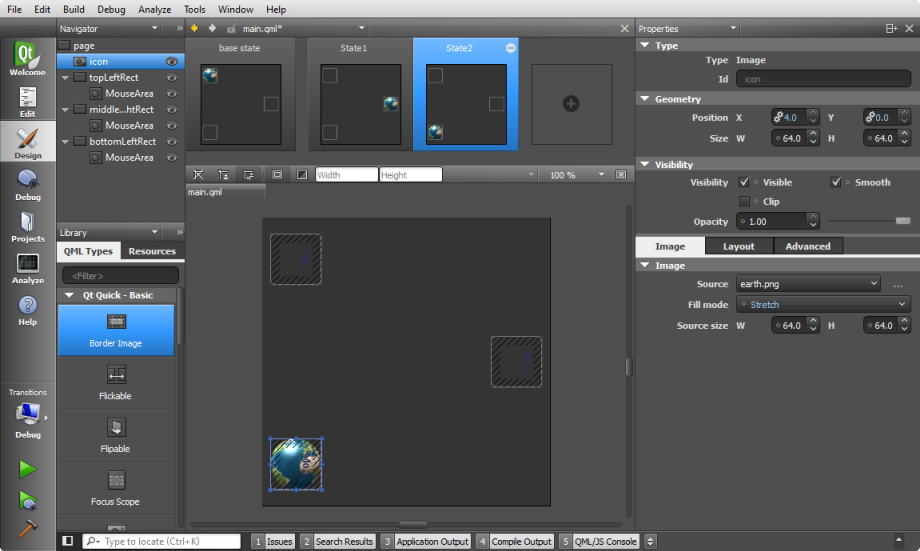 File Edit Build Debug Analyze Tools Window Help
Navigator
main.qml*
Properties
page
icon
topLeftRect
MouseArea
middle...htRect
MouseArea
bottomLeftRect
MouseArea
Welcome
Edit
Design
Debug
Projects
Analyze
Help
Transitions
Debug
base state
State1
State2
Width
Height
100 %
main.qml
Library
QML Types Resources
<Filter>
Qt Quick - Basic
Border Image
Flickable
Flipable
Focus Scope
Type
Type Image
Id icon
Geometry
Position X 4.0 Y 0.0
Size W 64.0 H 64.0
Visibility
Visibility Visible Smooth
Clip
Opacity 1.00
Image Layout Advanced
Image
Source earth.png ...
Fill mode Stretch
Source size W 64.0 H 64.0
Type to locate (Ctrl+K)
1 Issues 2 Search Results 3 Application Output 4 Compile Output 5 QML/JS Console